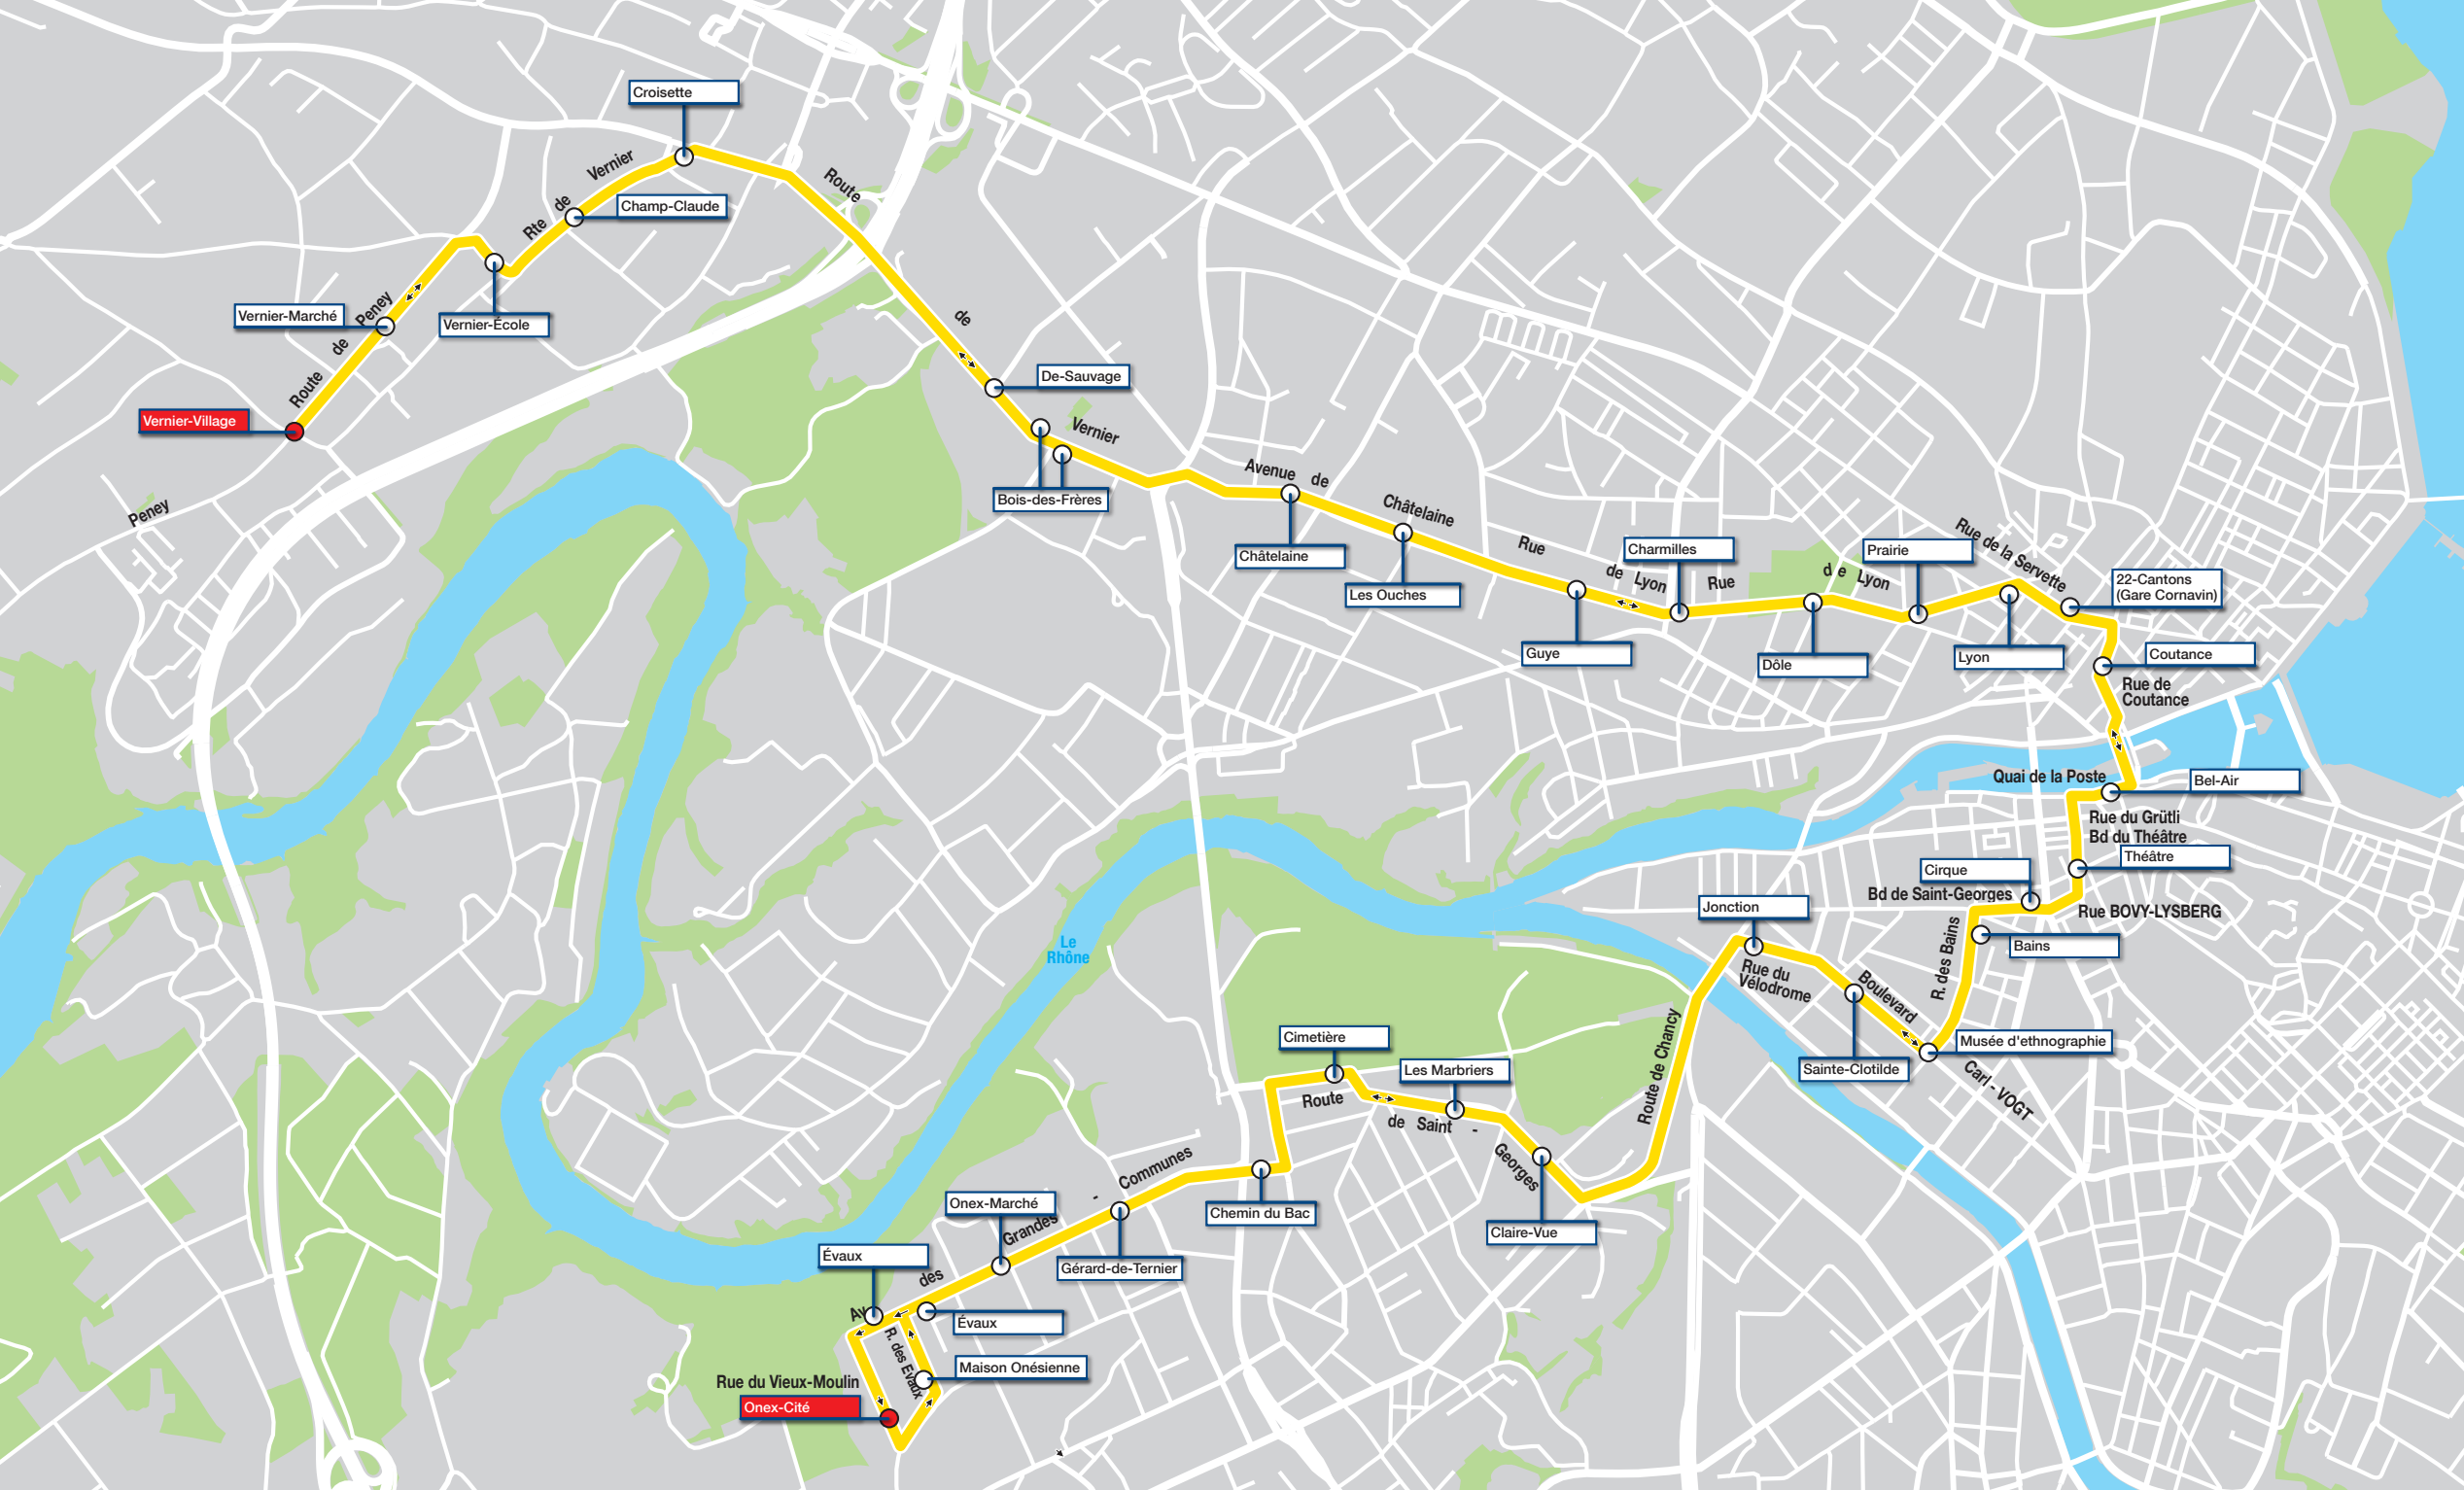 Croisette
Vernier
Rte de
Champ-Claude
Route
de
Vernier
Vernier-Marché
Vernier-École
Peney
de
Route
Vernier-Village
Peney
De-Sauvage
Bois-des-Frères
Avenue de
Châtelaine
Châtelaine
Les Ouches
Rue
de Lyon
Guye
Charmilles
Rue
de Lyon
Dôle
Prairie
Rue de la Servette
Lyon
22-Cantons
(Gare Cornavin)
Coutance
Rue de
Coutance
Quai de la Poste
Bel-Air
Rue du Grütli
Bd du Théâtre
Théâtre
Cirque
Bd de Saint-Georges
Rue BOVY-LYSBERG
R. des Bains
Bains
Jonction
Rue du
Vélodrome
Boulevard
Carl - VOGT
Sainte-Clotilde
Musée d'ethnographie
Le
Rhône
Route de Chancy
Cimetière
Les Marbriers
Route
de Saint -
Georges
Claire-Vue
Chemin du Bac
Communes
-
Grandes
des
Av
Onex-Marché
Gérard-de-Ternier
Évaux
Évaux
R. des Evaux
Maison Onésienne
Rue du Vieux-Moulin
Onex-Cité